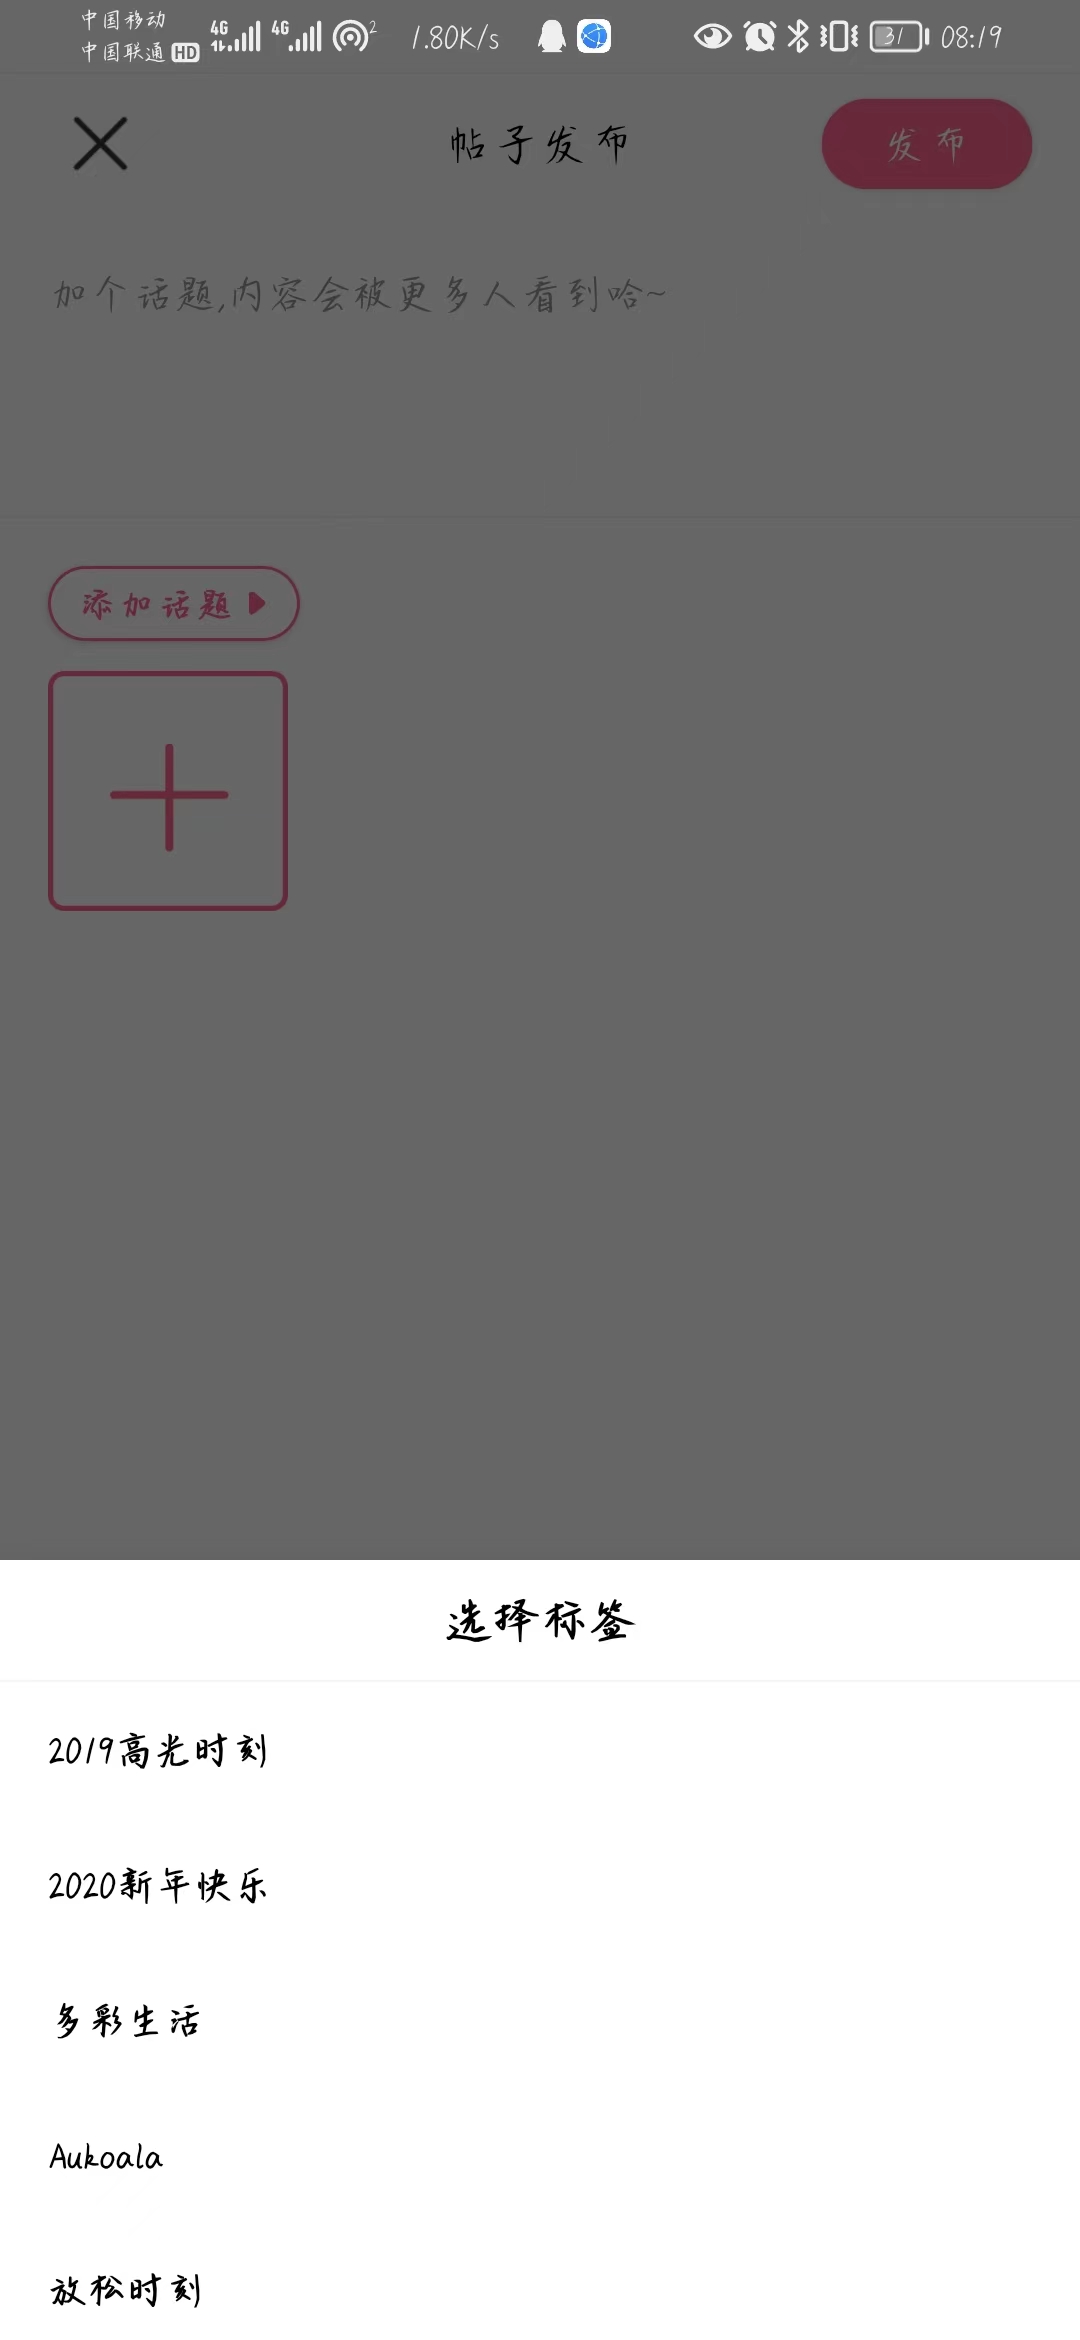 中国移动
中国联通 HD 4G 4G 2 1.80K/s 31 08:19
帖子发布
发布
加个话题,内容会被更多人看到哈~
添加话题
选择标签
2019高光时刻
2020新年快乐
多彩生活
Aukoala
放松时刻